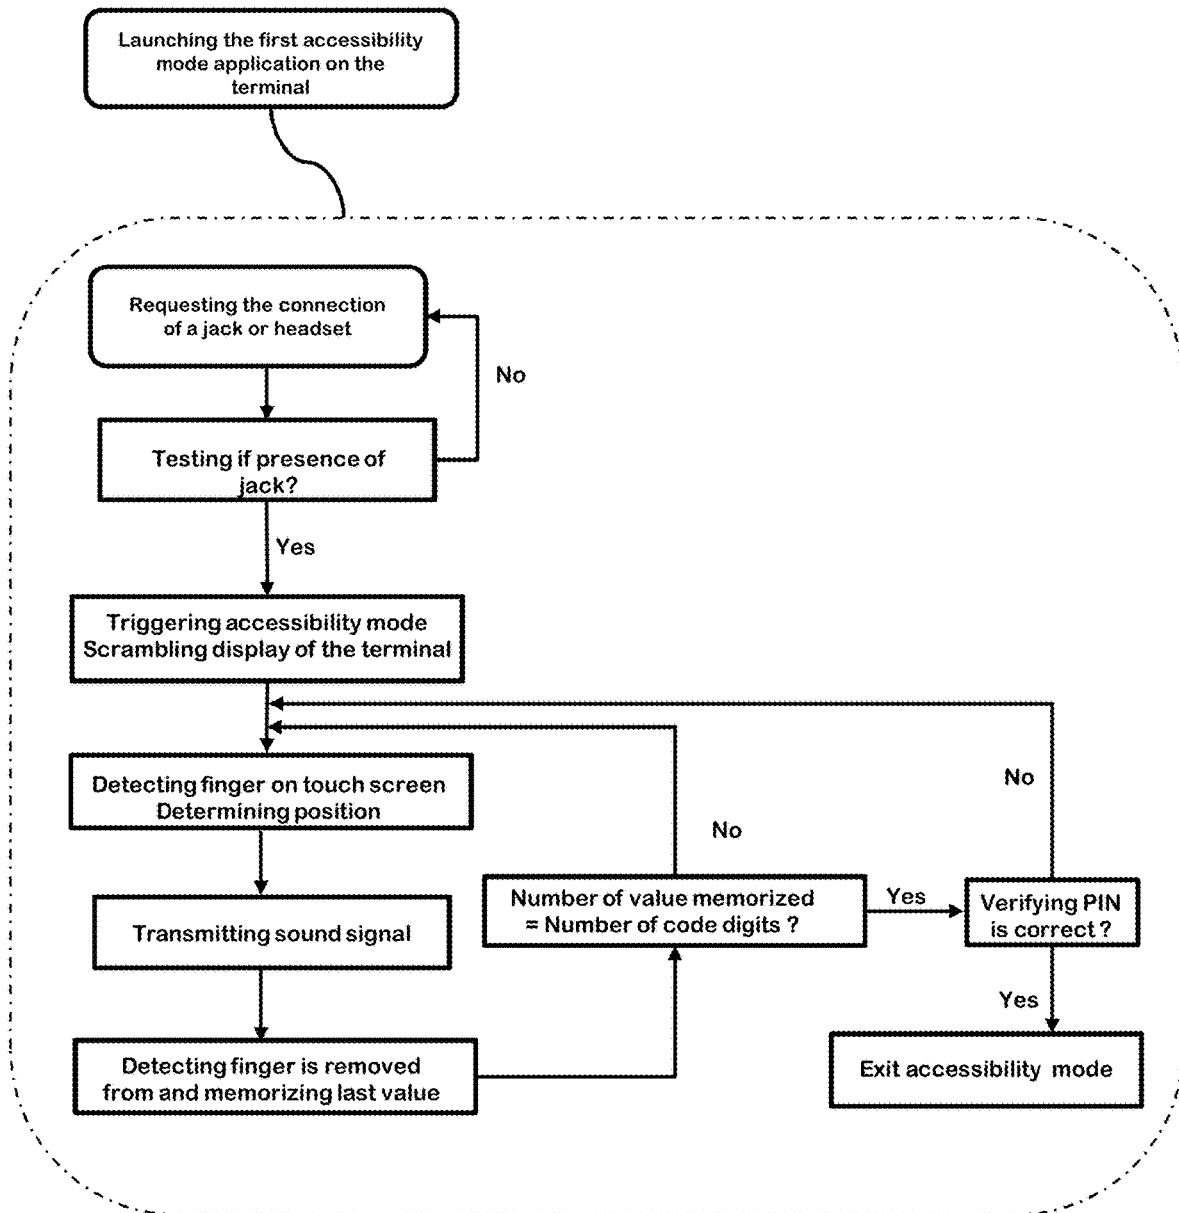 Launching the first accessibility
mode application on the
terminal
Requesting the connection
of a jack or headset
No
Testing if presence of
jack?
Yes
Triggering accessibility mode
Scrambling display of the terminal
Detecting finger on touch screen
Determining position
No
No
Number of value memorized
= Number of code digits ?
Yes
Verifying PIN
is correct ?
Transmitting sound signal
Yes
Detecting finger is removed
from and memorizing last value
Exit accessibility mode